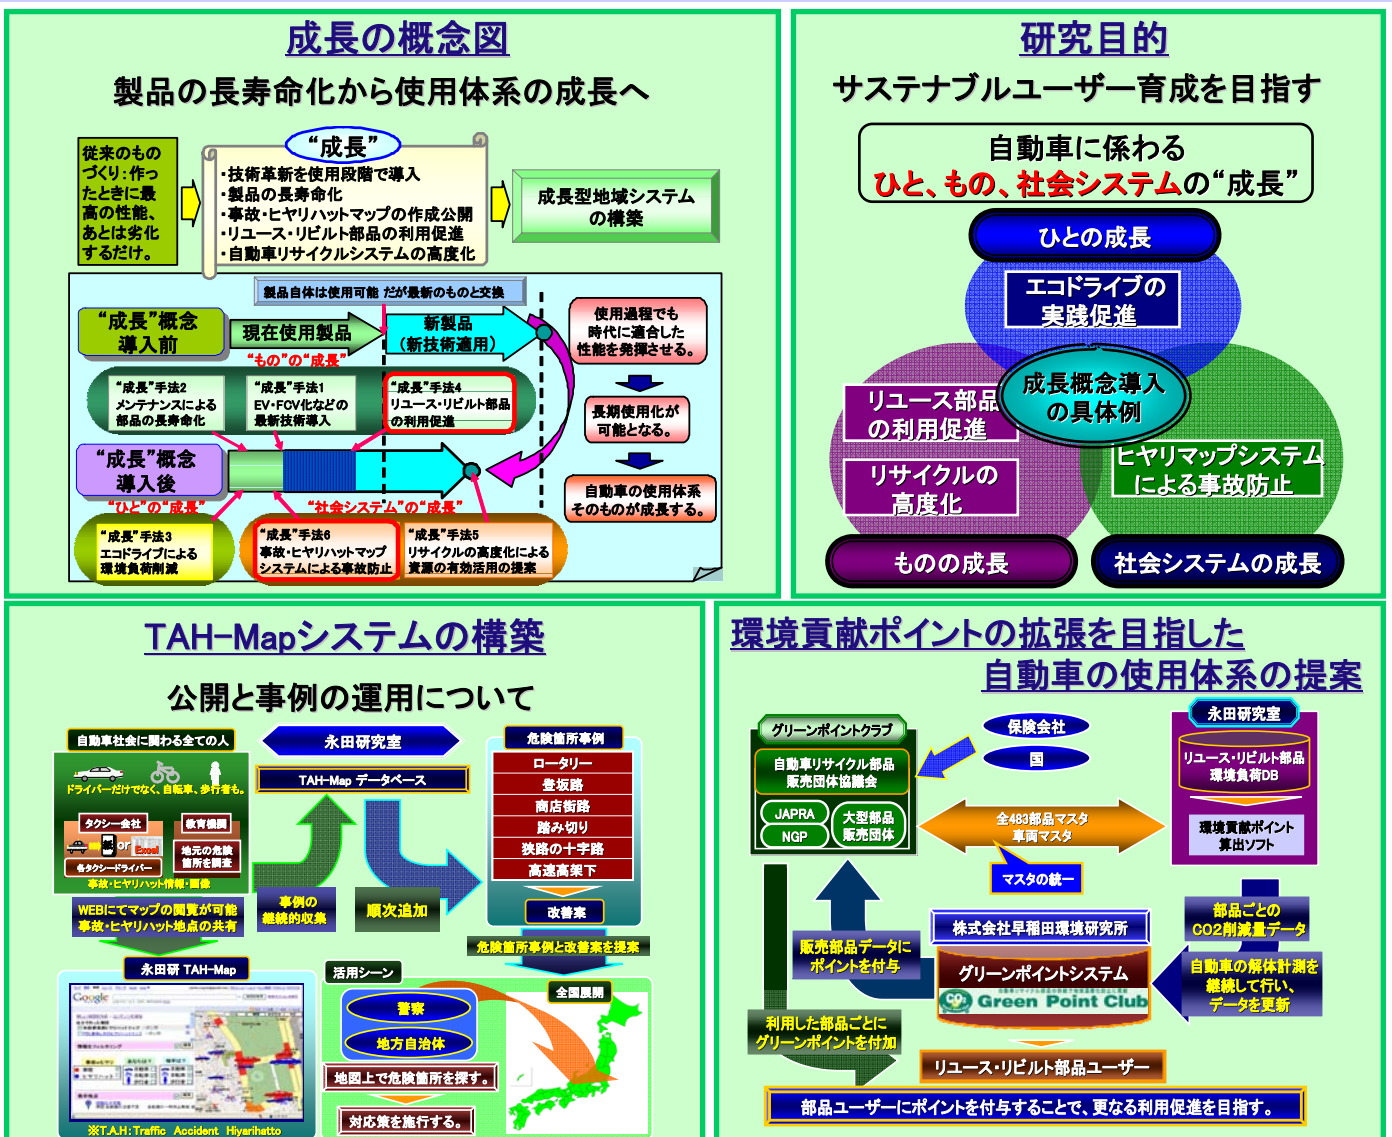 成長の概念図
製品の長寿命化から使用体系の成長へ
従来のもの
づくり：作っ
たときに最
高の性能、
あとは劣化
するだけ。
“成長”
・技術革新を使用段階で導入
・製品の長寿命化
・事故・ヒヤリハットマップの作成公開
・リユース・リビルト部品の利用促進
・自動車リサイクルシステムの高度化
成長型地域システム
の構築
製品自体は使用可能 だが最新のものと交換
“成長”概念
導入前
現在使用製品
新製品
（新技術適用）
“もの”の“成長”
“成長”手法2
メンテナンスによる
部品の長寿命化
“成長”手法1
EV・FCV化などの
最新技術導入
“成長”手法4
リユース・リビルト部品
の利用促進
“成長”概念
導入後
“ひと”の“成長”
“社会システム”の“成長”
“成長”手法3
エコドライブによる
環境負荷削減
“成長”手法6
事故・ヒヤリハットマップ
システムによる事故防止
“成長”手法5
リサイクルの高度化による
資源の有効活用の提案
使用過程でも
時代に適合した
性能を発揮させる。
長期使用化が
可能となる。
自動車の使用体系
そのものが成長する。
研究目的
サステナブルユーザー育成を目指す
自動車に係わる
ひと、もの、社会システムの“成長”
ひとの成長
エコドライブの
実践促進
成長概念導入
の具体例
リユース部品
の利用促進
リサイクルの
高度化
ヒヤリマップシステム
による事故防止
ものの成長
社会システムの成長
TAH-Mapシステムの構築
公開と事例の運用について
自動車社会に関わる全ての人
ドライバーだけでなく、自転車、歩行者も。
タクシー会社
紙 or Excel
各タクシードライバー
教育機関
地元の危険
箇所を調査
事故・ヒヤリハット情報・画像
WEBにてマップの閲覧が可能
事故・ヒヤリハット地点の共有
永田研究室
TAH-Map データベース
事例の
継続的収集
順次追加
危険箇所事例
ロータリー
登坂路
商店街路
踏み切り
狭路の十字路
高速高架下
改善案
危険箇所事例と改善案を提案
永田研 TAH-Map
Google
※T.A.H：Traffic Accident Hiyarihatto
活用シーン
警察
地方自治体
地図上で危険箇所を探す。
対応策を施行する。
全国展開
環境貢献ポイントの拡張を目指した
自動車の使用体系の提案
グリーンポイントクラブ
自動車リサイクル部品
販売団体協議会
JAPRA
NGP
大型部品
販売団体
保険会社
国
全483部品マスタ
車両マスタ
マスタの統一
永田研究室
リユース・リビルト部品
環境負荷DB
環境貢献ポイント
算出ソフト
部品ごとの
CO2削減量データ
自動車の解体計測を
継続して行い、
データを更新
株式会社早稲田環境研究所
グリーンポイントシステム
Green Point Club
販売部品データに
ポイントを付与
利用した部品ごとに
グリーンポイントを付加
リユース・リビルト部品ユーザー
部品ユーザーにポイントを付与することで、更なる利用促進を目指す。